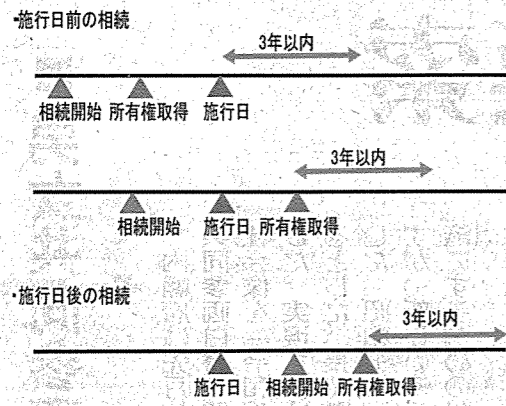 ・施行日前の相続
3年以内
相続開始 所有権取得 施行日
3年以内
相続開始 施行日 所有権取得
・施行日後の相続
3年以内
施行日 相続開始 所有権取得